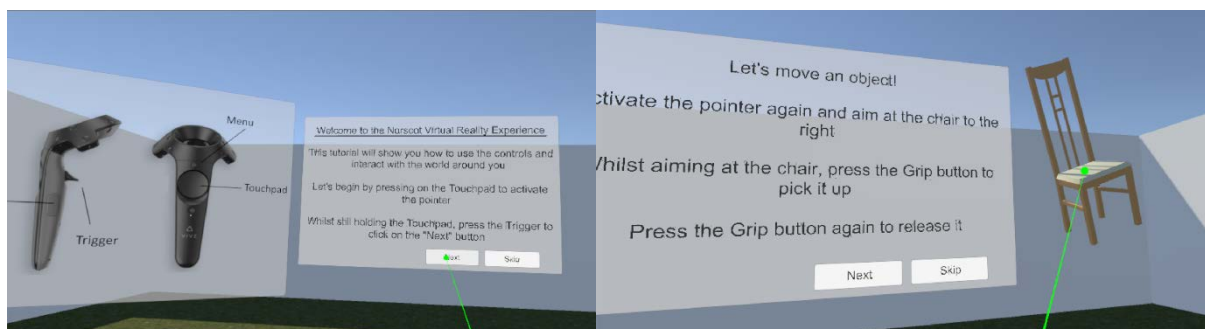 Menu
Touchpad
Trigger
VIVE
Welcome to the Nurscot Virtual Reality Experience
This tutorial will show you how to use the controls and
interact with the world around you
Let's begin by pressing on the Touchpad to activate
the pointer
Whilst still holding the Touchpad, press the Trigger to
click on the "Next" button
Skip
Let's move an object!
ctivate the pointer again and aim at the chair to the
right
Whilst aiming at the chair, press the Grip button to
pick it up
Press the Grip button again to release it
Next
Skip